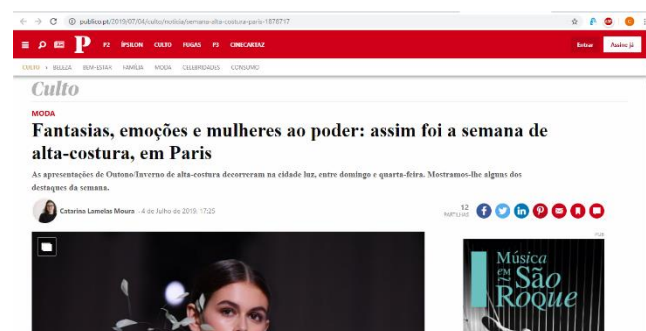 publico.pt/2019/07/04/culto/noticia/semana-alta-costura-paris-1878717
P P2 ÍPSILON CULTO FUGAS P3 CINECARTAZ Entrar Assine já
CULTO › BELEZA BEM-ESTAR FAMÍLIA MODA CELEBRIDADES CONSUMO
Culto
MODA
Fantasias, emoções e mulheres ao poder: assim foi a semana de
alta-costura, em Paris
As apresentações de Outono/Inverno de alta-costura decorreram na cidade luz, entre domingo e quarta-feira. Mostramos-lhe alguns dos
destaques da semana.
Catarina Lamelas Moura - 4 de Julho de 2019, 17:25
12
PARTILHAS
PUB
Música
EM São
Roque